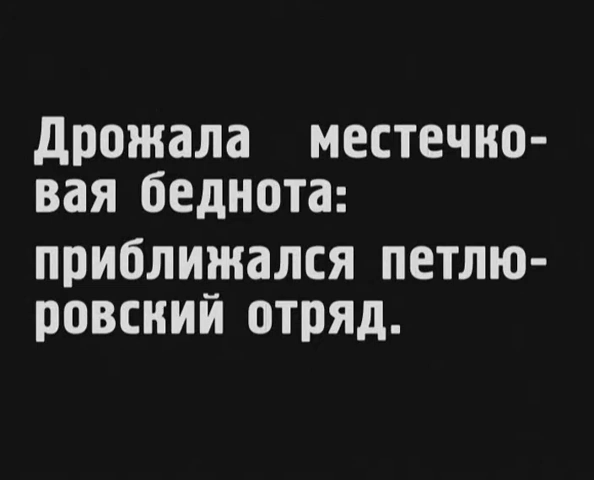 Дрожала местечко-
вая беднота:
приближался петлю-
ровский отряд.